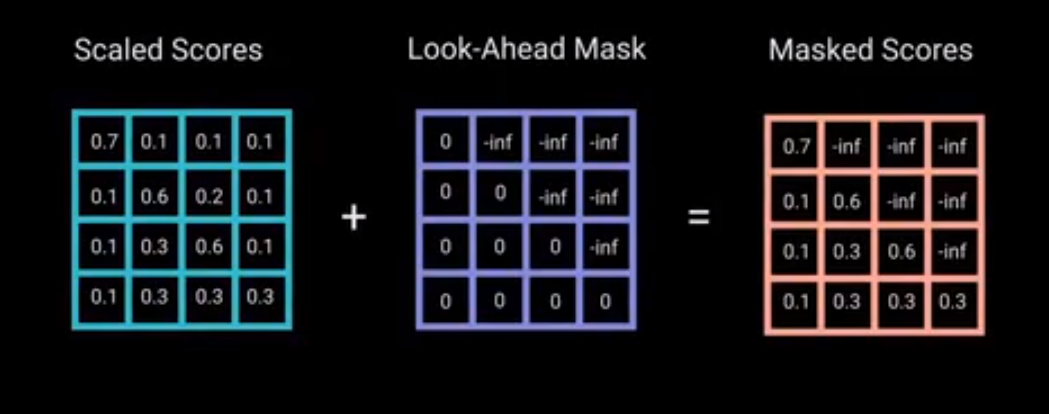 Scaled Scores Look-Ahead Mask Masked Scores
0.7 0.1 0.1 0.1 0 -inf -inf -inf 0.7 -inf -inf -inf
0.1 0.6 0.2 0.1 0 0 -inf -inf 0.1 0.6 -inf -inf
+ =
0.1 0.3 0.6 0.1 0 0 0 -inf 0.1 0.3 0.6 -inf
0.1 0.3 0.3 0.3 0 0 0 0 0.1 0.3 0.3 0.3